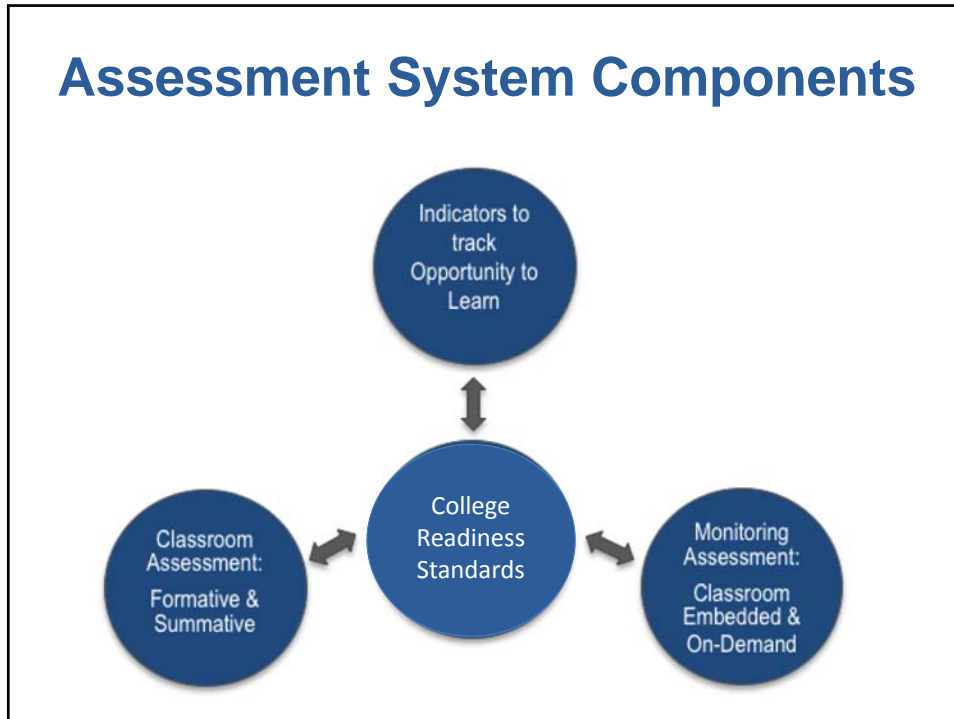 Assessment System Components
Indicators to
track
Opportunity to
Learn
College
Readiness
Standards
Classroom
Assessment:
Formative &
Summative
Monitoring
Assessment:
Classroom
Embedded &
On-Demand